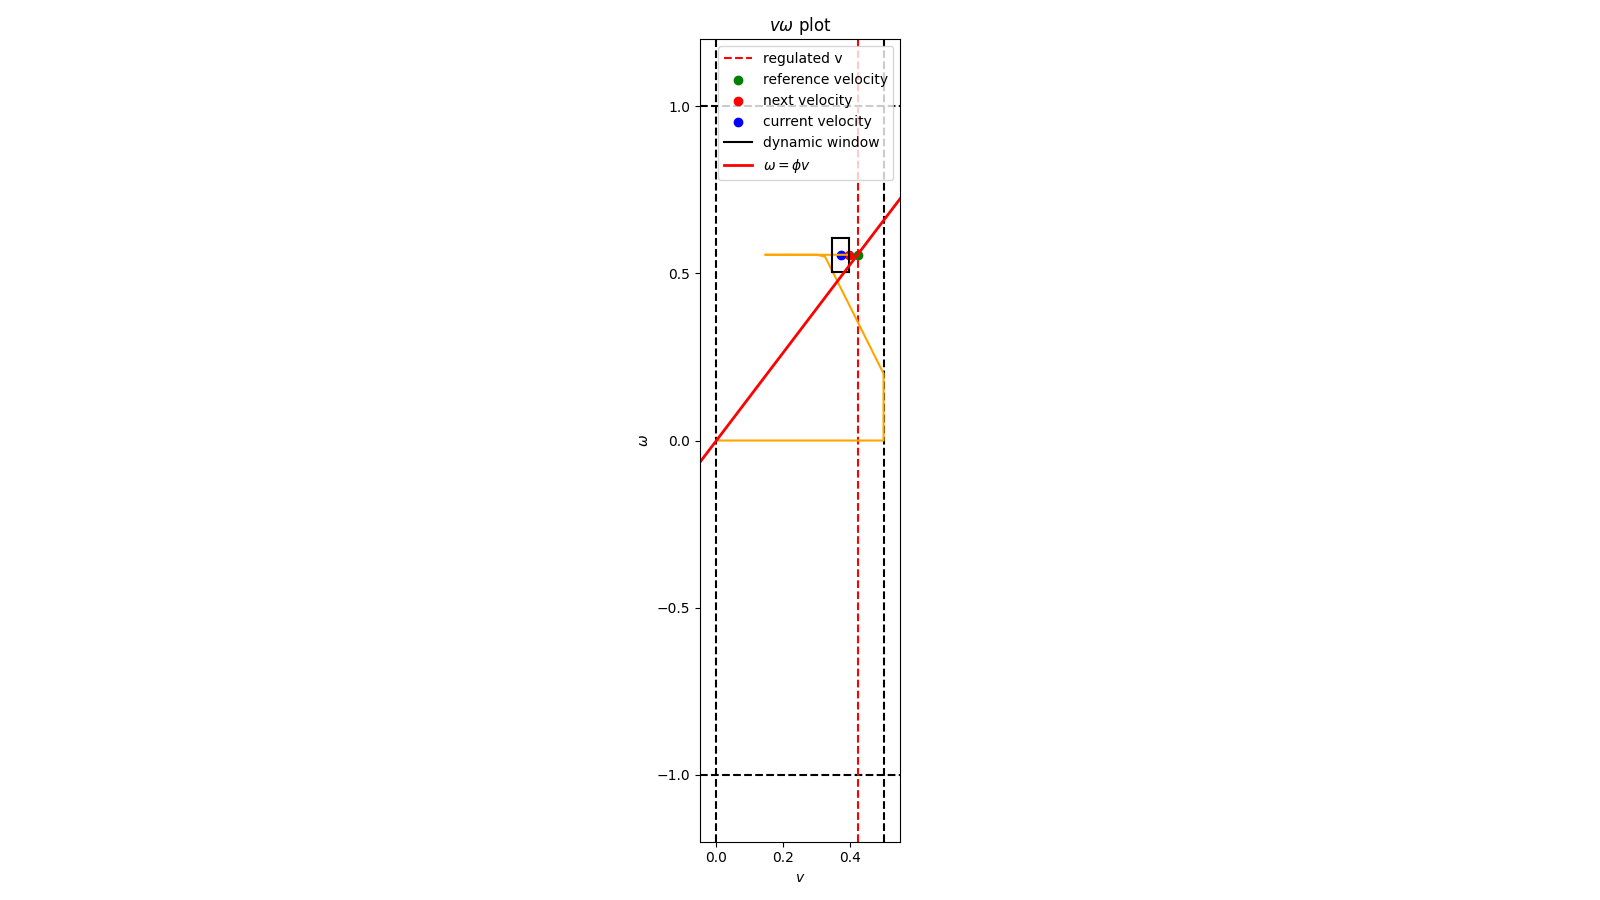 vω plot
regulated v
reference velocity
next velocity
current velocity
dynamic window
ω = ϕv
1.0
0.5
0.0
−0.5
−1.0
ω
0.0 0.2 0.4
v